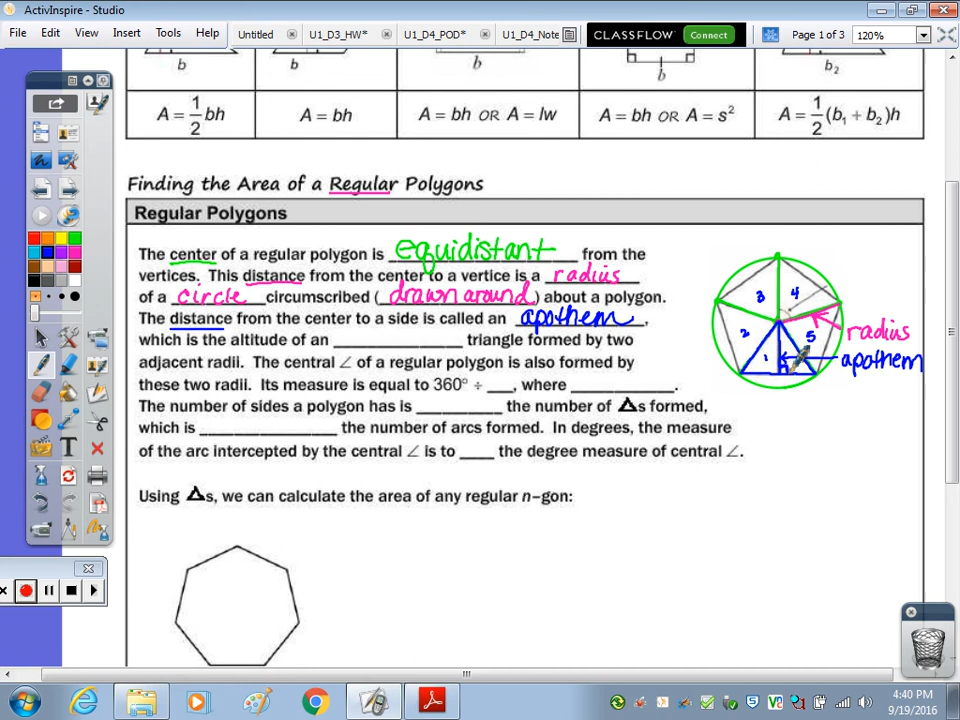 ActivInspire - Studio
File Edit View Insert Tools Help Untitled U1_D3_HW* U1_D4_POD* U1_D4_Note CLASSFLOW Connect Page 1 of 3 120%
b b b b b₂
A = 1/2 bh A = bh A = bh OR A = lw A = bh OR A = s² A = 1/2 (b₁ + b₂)h
Finding the Area of a Regular Polygons
Regular Polygons
The center of a regular polygon is equidistant from the
vertices. This distance from the center to a vertice is a radius
of a circle circumscribed (drawn around) about a polygon.
The distance from the center to a side is called an apothem,
which is the altitude of an ____________ triangle formed by two
adjacent radii. The central ∠ of a regular polygon is also formed by
these two radii. Its measure is equal to 360° ÷ ___, where ____________.
The number of sides a polygon has is __________ the number of Δs formed,
which is ________________ the number of arcs formed. In degrees, the measure
of the arc intercepted by the central ∠ is to ____ the degree measure of central ∠.
3 4
2 5
1
radius
apothem
Using Δs, we can calculate the area of any regular n-gon:
T
4:40 PM
9/19/2016